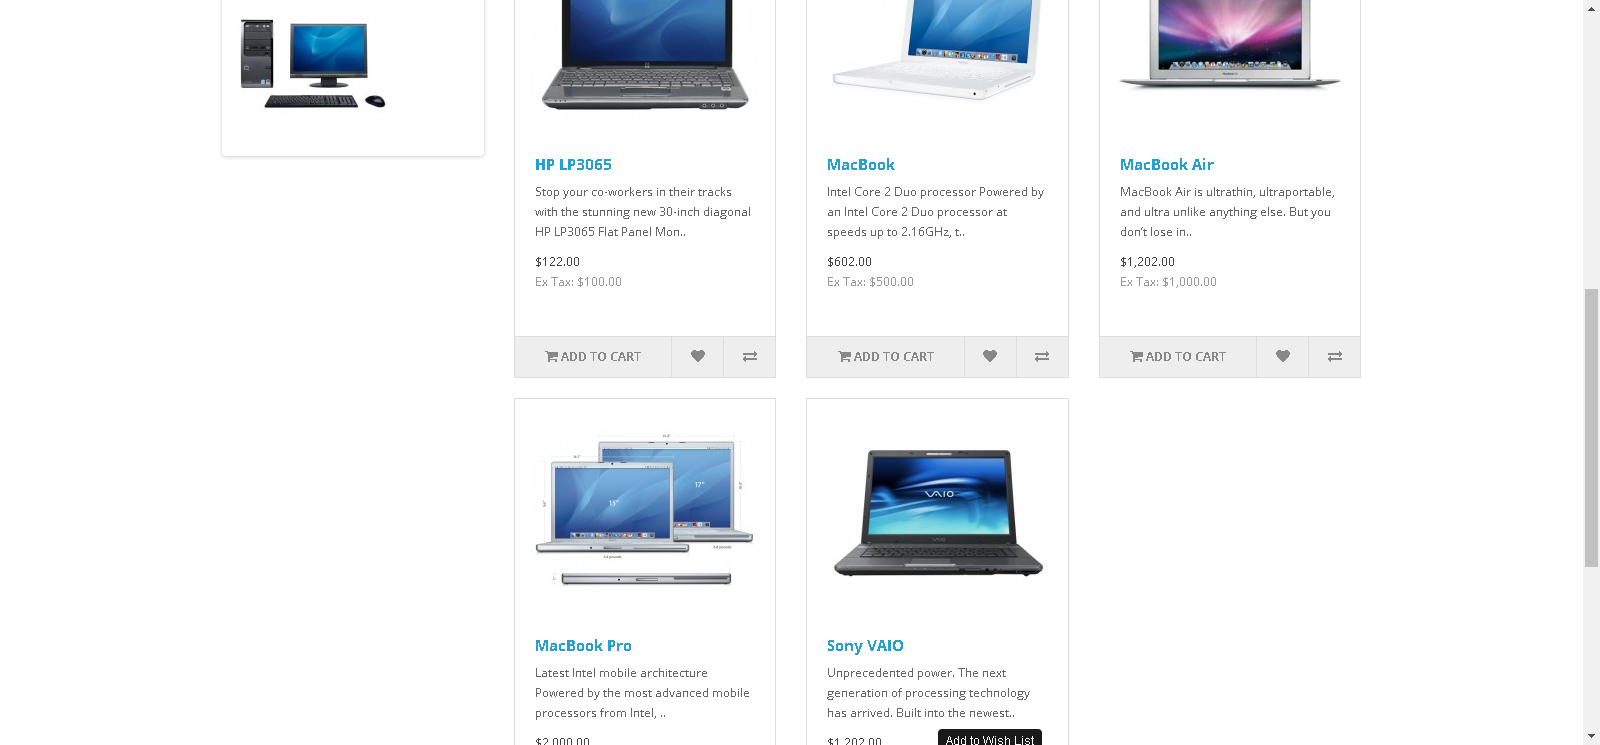 HP LP3065
Stop your co-workers in their tracks
with the stunning new 30-inch diagonal
HP LP3065 Flat Panel Mon..
$122.00
Ex Tax: $100.00
ADD TO CART
MacBook
Intel Core 2 Duo processor Powered by
an Intel Core 2 Duo processor at
speeds up to 2.16GHz, t..
$602.00
Ex Tax: $500.00
ADD TO CART
MacBook Air
MacBook Air is ultrathin, ultraportable,
and ultra unlike anything else. But you
don’t lose in..
$1,202.00
Ex Tax: $1,000.00
ADD TO CART
15"
17"
MacBook Pro
Latest Intel mobile architecture
Powered by the most advanced mobile
processors from Intel, ..
$2,000.00
VAIO
Sony VAIO
Unprecedented power. The next
generation of processing technology
has arrived. Built into the newest..
$1,202.00
Add to Wish List